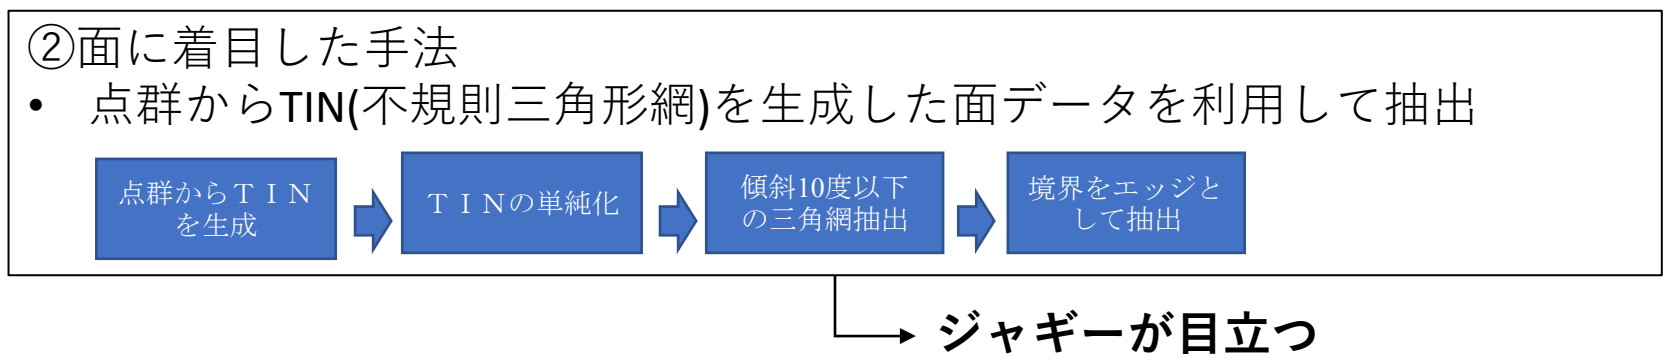 ②面に着目した手法
• 点群からTIN(不規則三角形網)を生成した面データを利用して抽出
点群からＴＩＮ
を生成
ＴＩＮの単純化
傾斜10度以下
の三角網抽出
境界をエッジと
して抽出
ジャギーが目立つ